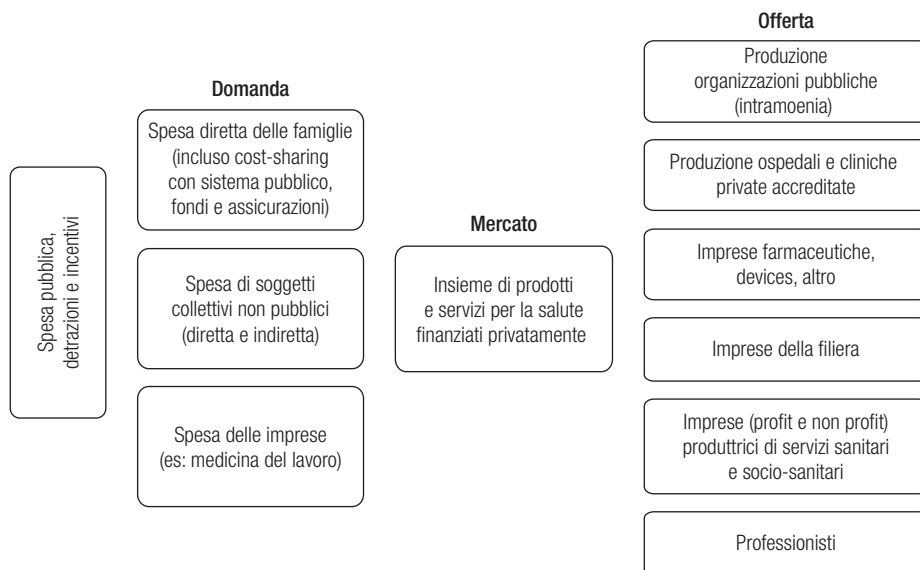 Spesa pubblica,
detrazioni e incentivi
Domanda
Spesa diretta delle famiglie
(incluso cost-sharing
con sistema pubblico,
fondi e assicurazioni)
Spesa di soggetti
collettivi non pubblici
(diretta e indiretta)
Spesa delle imprese
(es: medicina del lavoro)
Mercato
Insieme di prodotti
e servizi per la salute
finanziati privatamente
Offerta
Produzione
organizzazioni pubbliche
(intramoenia)
Produzione ospedali e cliniche
private accreditate
Imprese farmaceutiche,
devices, altro
Imprese della filiera
Imprese (profit e non profit)
produttrici di servizi sanitari
e socio-sanitari
Professionisti